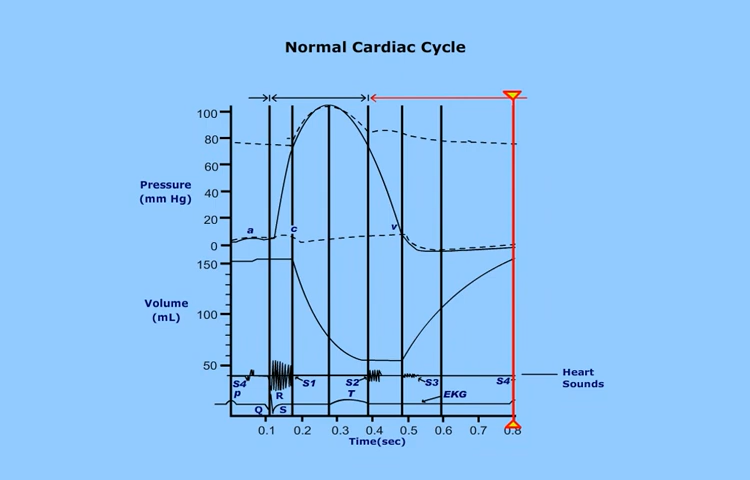 Normal Cardiac Cycle
100
80
60
40
20
0
Pressure
(mm Hg)
a
c
v
150
100
50
Volume
(mL)
S4
S1
S2
S3
S4
Heart
Sounds
P
R
T
EKG
Q
S
0.1 0.2 0.3 0.4 0.5 0.6 0.7 0.8
Time(sec)